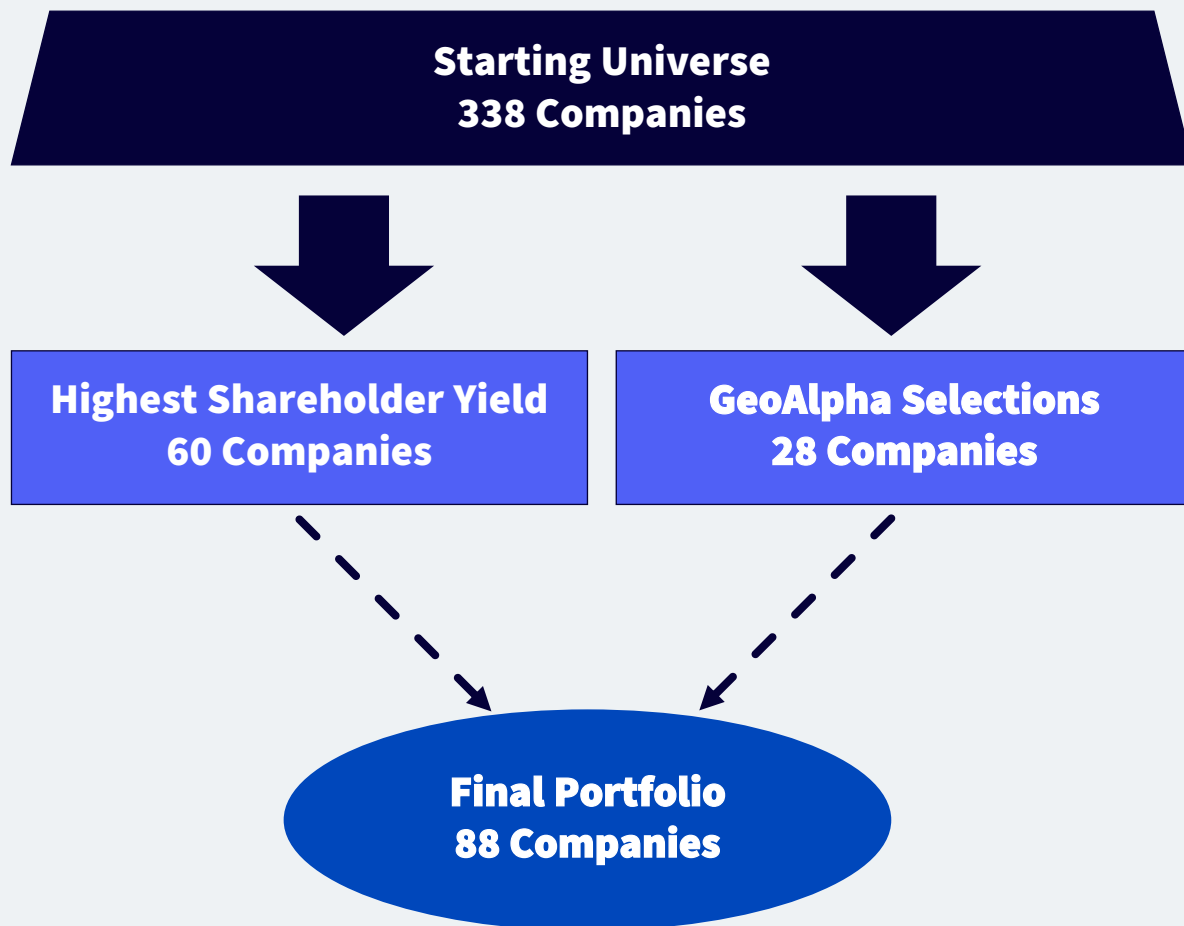 Starting Universe
338 Companies
Highest Shareholder Yield
60 Companies
GeoAlpha Selections
28 Companies
Final Portfolio
88 Companies